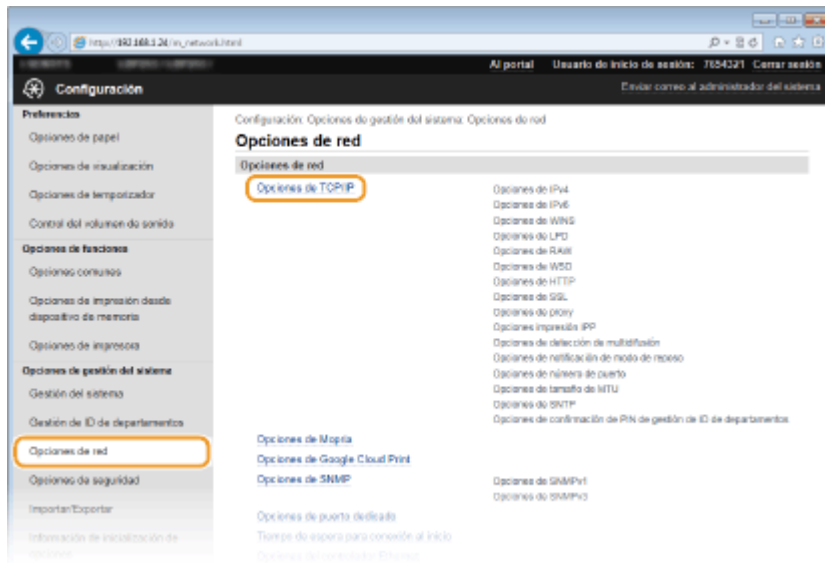 http://192.168.1.24/m_network.html
Al portal Usuario de inicio de sesión: 7654321 Cerrar sesión
Configuración
Enviar correo al administrador del sistema
Preferencias
Opciones de papel
Opciones de visualización
Opciones de temporizador
Control del volumen de sonido
Opciones de funciones
Opciones comunes
Opciones de impresión desde
dispositivo de memoria
Opciones de impresora
Opciones de gestión del sistema
Gestión del sistema
Gestión de ID de departamentos
Opciones de red
Opciones de seguridad
Importar/Exportar
Información de inicialización de
Configuración: Opciones de gestión del sistema: Opciones de red
Opciones de red
Opciones de red
Opciones de TCP/IP
Opciones de IPv4
Opciones de IPv6
Opciones de WINS
Opciones de LPD
Opciones de RAW
Opciones de WSD
Opciones de HTTP
Opciones de SSL
Opciones de proxy
Opciones impresión IPP
Opciones de detección de multidifusión
Opciones de notificación de modo de reposo
Opciones de número de puerto
Opciones de tamaño de MTU
Opciones de SNTP
Opciones de confirmación de PIN de gestión de ID de departamentos
Opciones de Mopria
Opciones de Google Cloud Print
Opciones de SNMP
Opciones de SNMPv1
Opciones de SNMPv3
Opciones de puerto dedicado
Tiempo de espera para conexión al inicio
Opciones de controlador Ethernet